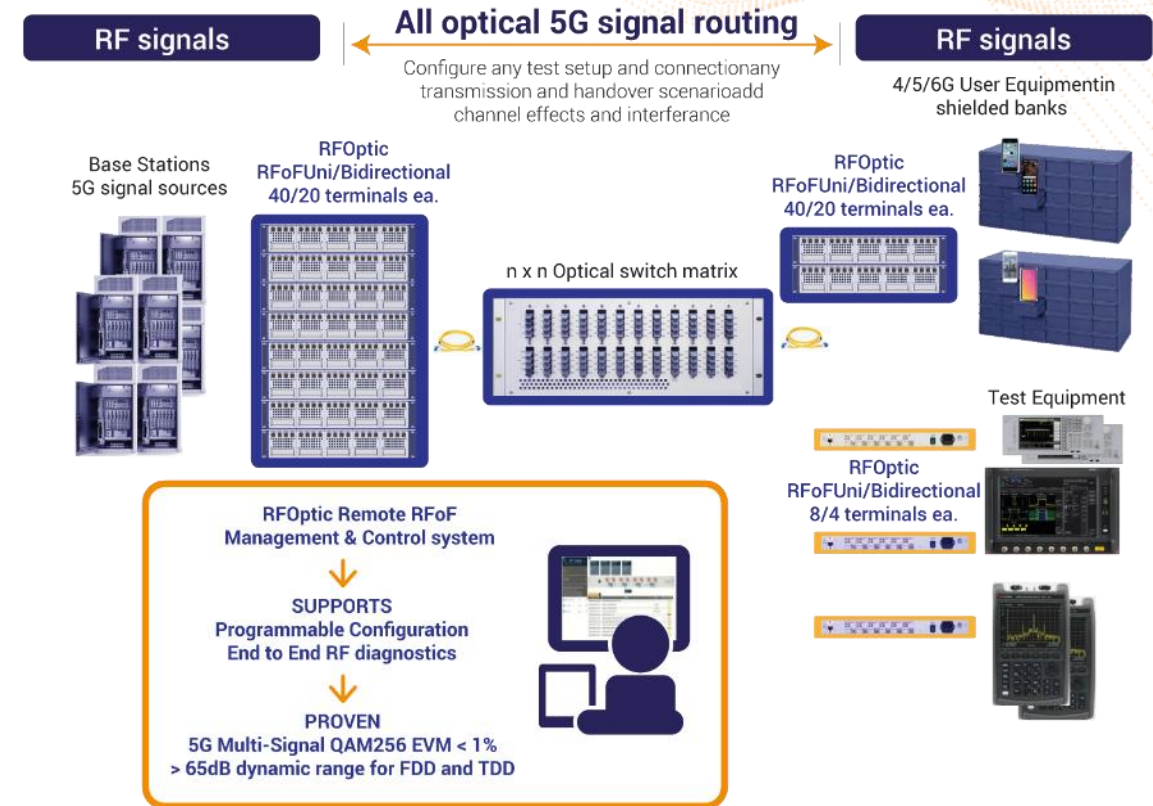 RF signals
All optical 5G signal routing
RF signals
Configure any test setup and connectionany
transmission and handover scenarioadd
channel effects and interferance
4/5/6G User Equipmentin
shielded banks
Base Stations
5G signal sources
RFOptic
RFoFUni/Bidirectional
40/20 terminals ea.
RFOptic
RFoFUni/Bidirectional
40/20 terminals ea.
n x n Optical switch matrix
Test Equipment
RFOptic
RFoFUni/Bidirectional
8/4 terminals ea.
RFOptic Remote RFoF
Management & Control system
SUPPORTS
Programmable Configuration
End to End RF diagnostics
PROVEN
5G Multi-Signal QAM256 EVM < 1%
> 65dB dynamic range for FDD and TDD